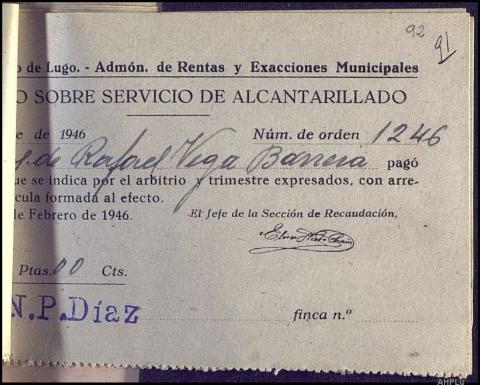 92
91
o de Lugo. - Admón. de Rentas y Exacciones Municipales
O SOBRE SERVICIO DE ALCANTARILLADO
e de 1946 Núm. de orden 1246
de Rafael Vega Barrera pagó
ue se indica por el arbitrio y trimestre expresados, con arre-
cula formada al efecto.
de Febrero de 1946. El Jefe de la Sección de Recaudación,
Ptas. 00 Cts.
N.P.Díaz finca n.º
AHPLU